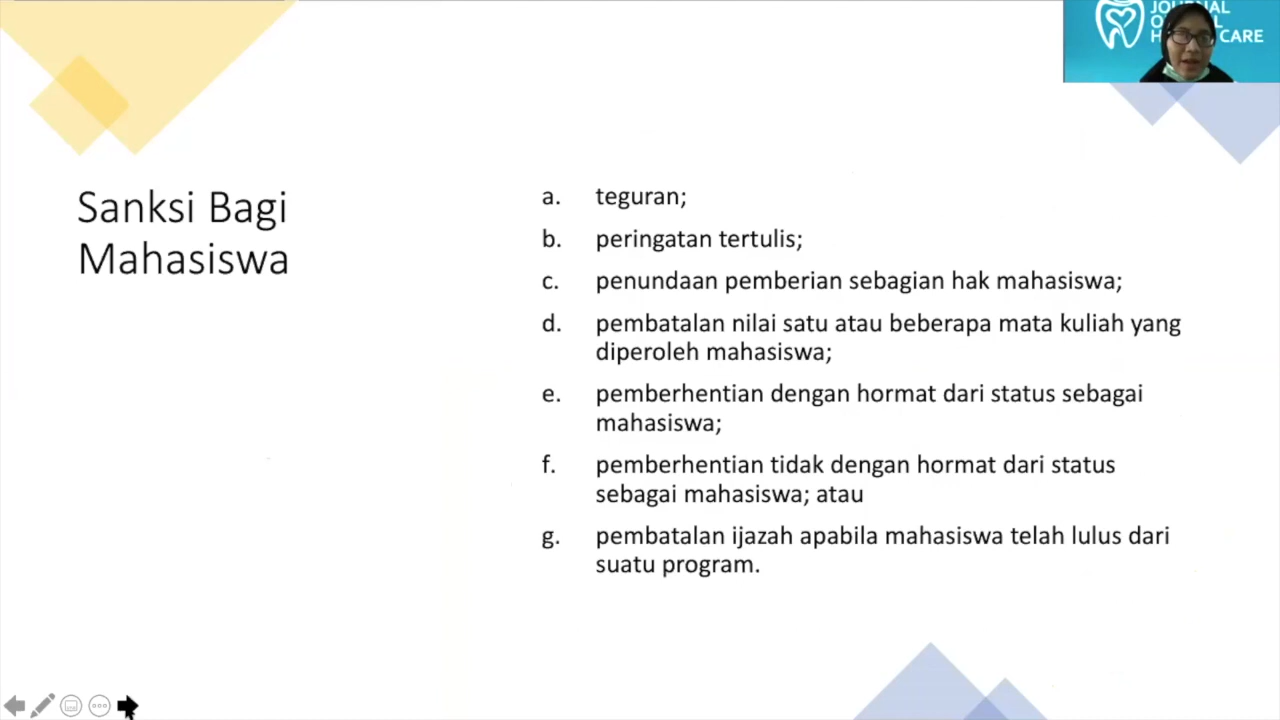 Sanksi Bagi
Mahasiswa
a. teguran;
b. peringatan tertulis;
c. penundaan pemberian sebagian hak mahasiswa;
d. pembatalan nilai satu atau beberapa mata kuliah yang
diperoleh mahasiswa;
e. pemberhentian dengan hormat dari status sebagai
mahasiswa;
f. pemberhentian tidak dengan hormat dari status
sebagai mahasiswa; atau
g. pembatalan ijazah apabila mahasiswa telah lulus dari
suatu program.
CARE